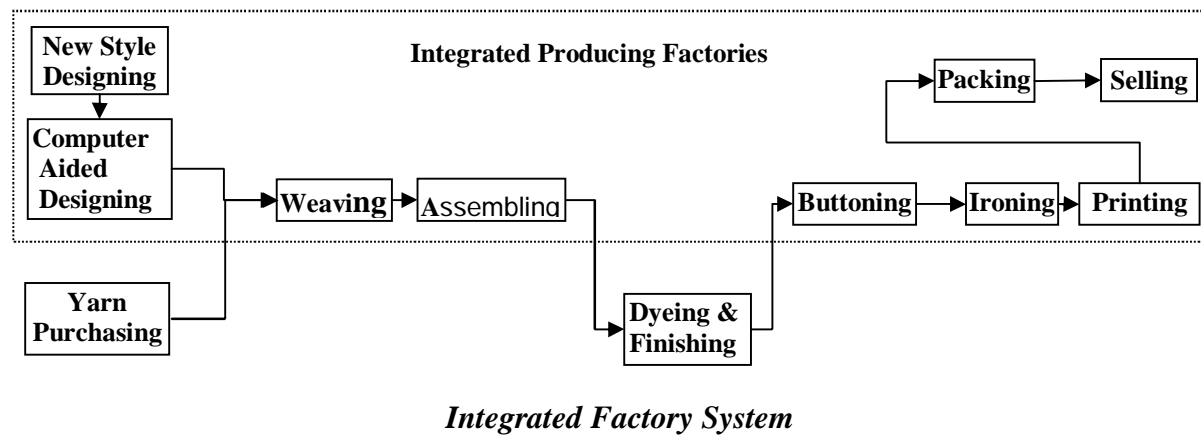 New Style
Designing
Integrated Producing Factories
Packing
Selling
Computer
Aided
Designing
Weaving
Assembling
Buttoning
Ironing
Printing
Yarn
Purchasing
Dyeing &
Finishing
Integrated Factory System